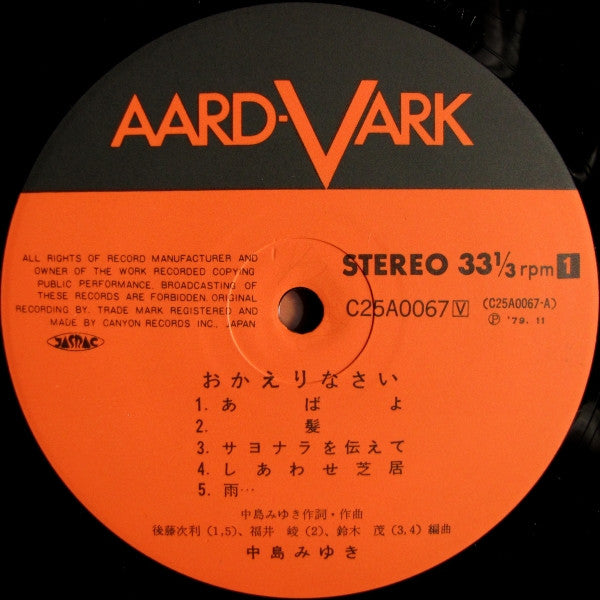 AARD-VARK
ALL RIGHTS OF RECORD MANUFACTURER AND
OWNER OF THE WORK RECORDED COPYING
PUBLIC PERFORMANCE, BROADCASTING OF
THESE RECORDS ARE FORBIDDEN. ORIGINAL
RECORDING BY. TRADE MARK REGISTERED AND
MADE BY CANYON RECORDS INC., JAPAN
JASRAC
STEREO 33 1/3 rpm 1
C25A0067 V (C25A0067-A)
Ⓟ '79. 11
おかえりなさい
1. あばよ
2. 髪
3. サヨナラを伝えて
4. しあわせ芝居
5. 雨…
中島みゆき作詞・作曲
後藤次利(1,5)、福井 崚(2)、鈴木 茂(3,4)編曲
中島みゆき